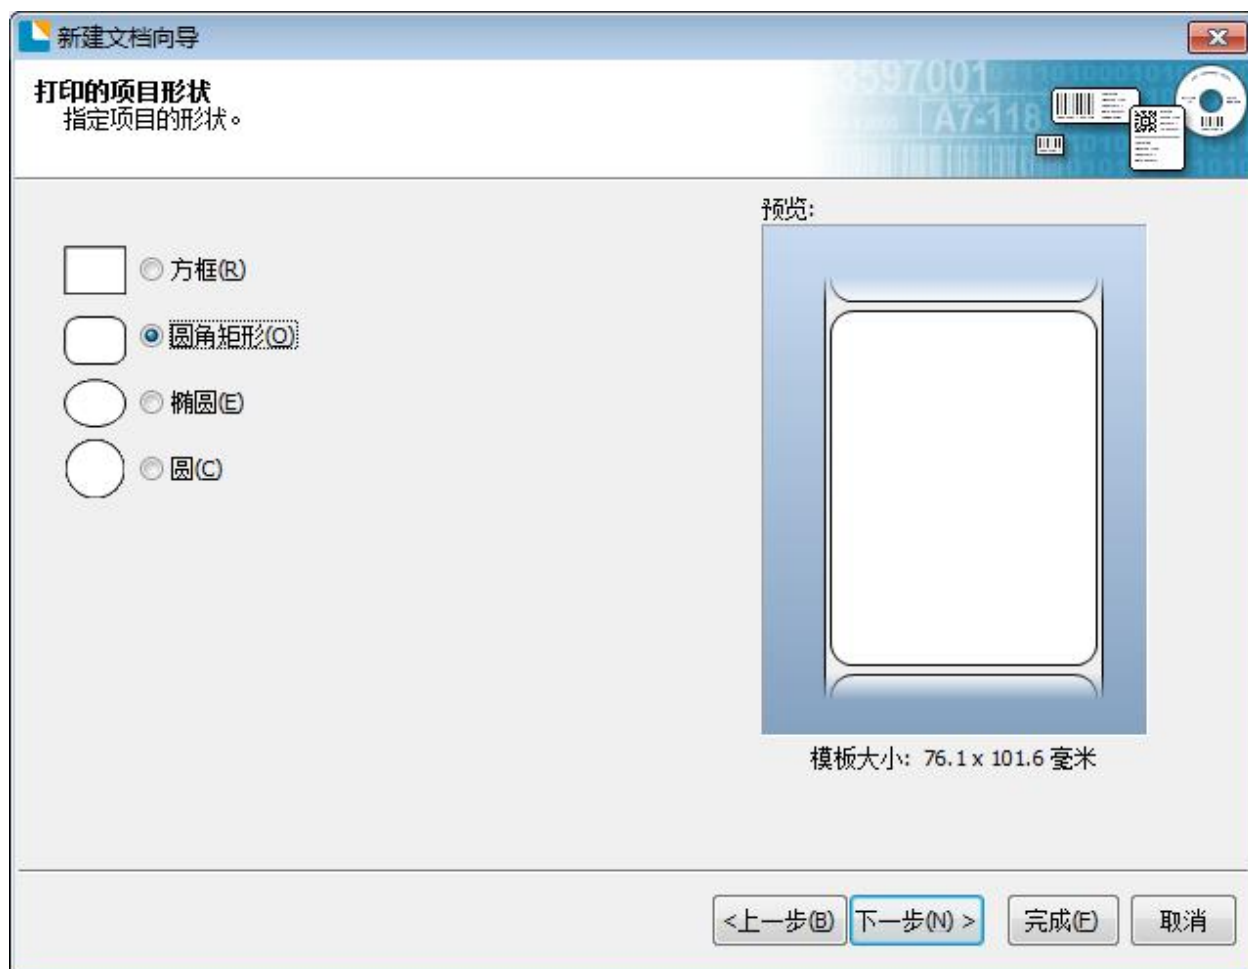 新建文档向导
打印的项目形状
指定项目的形状。
3597001
A7-118
预览:
方框(R)
圆角矩形(O)
椭圆(E)
圆(C)
模板大小: 76.1 x 101.6 毫米
<上一步(B)
下一步(N) >
完成(F)
取消